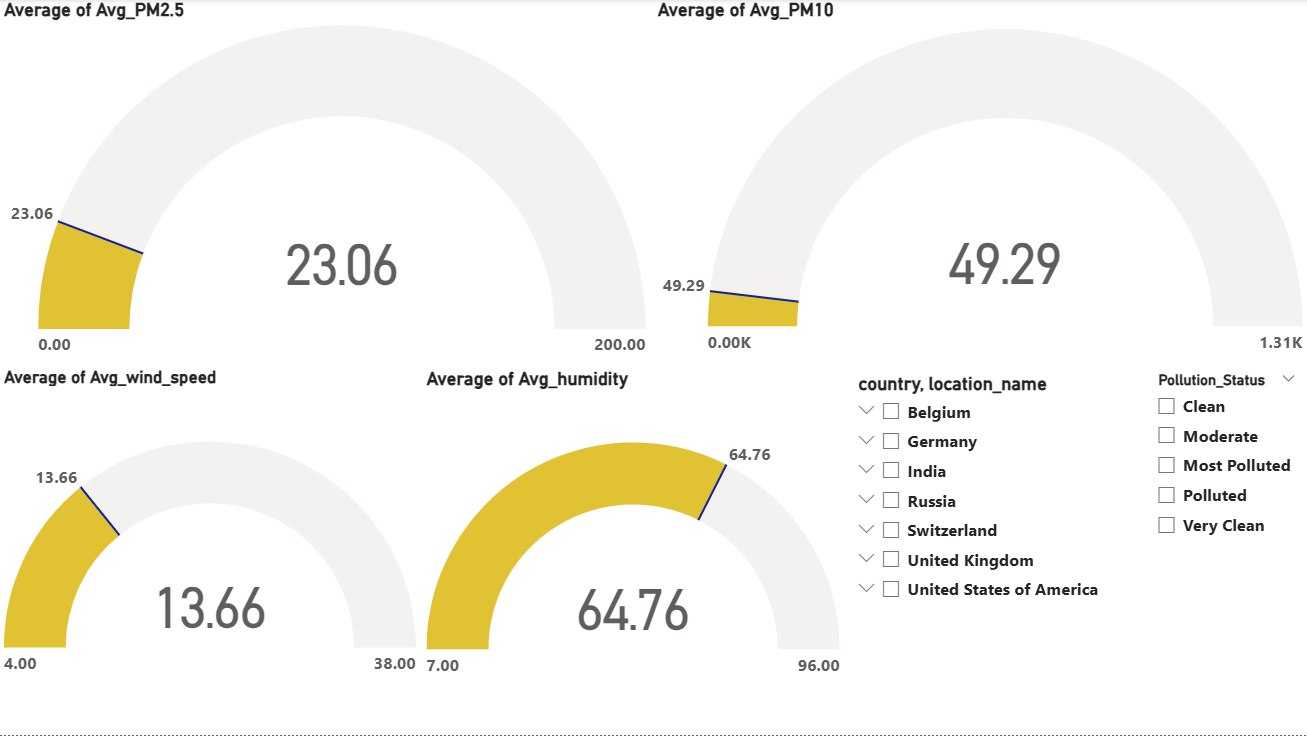 Average of Avg_PM2.5
23.06
23.06
0.00
200.00
Average of Avg_PM10
49.29
49.29
0.00K
1.31K
Average of Avg_wind_speed
13.66
13.66
4.00
38.00
Average of Avg_humidity
64.76
64.76
7.00
96.00
country, location_name
Belgium
Germany
India
Russia
Switzerland
United Kingdom
United States of America
Pollution_Status
Clean
Moderate
Most Polluted
Polluted
Very Clean